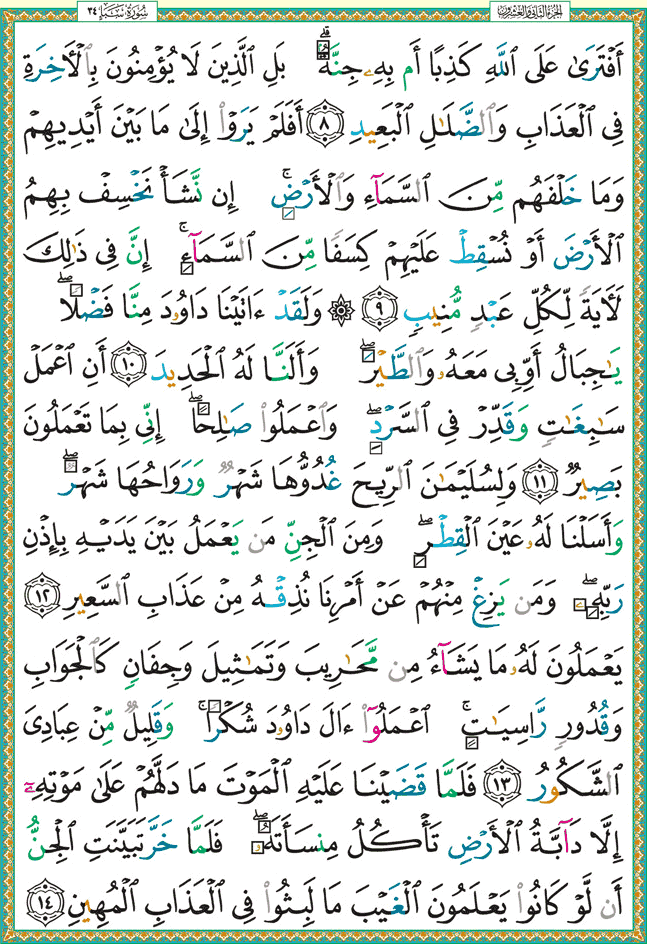 الجزء الثاني والعشرون
سورة سبإ ٣٤
أَفْتَرَىٰ عَلَى ٱللَّهِ كَذِبًا أَم بِهِۦ جِنَّةُۢ ۗ بَلِ ٱلَّذِينَ لَا يُؤْمِنُونَ بِٱلْـَٔاخِرَةِ
فِى ٱلْعَذَابِ وَٱلضَّلَـٰلِ ٱلْبَعِيدِ ٨ أَفَلَمْ يَرَوْا۟ إِلَىٰ مَا بَيْنَ أَيْدِيهِمْ
وَمَا خَلْفَهُم مِّنَ ٱلسَّمَآءِ وَٱلْأَرْضِ ۚ إِن نَّشَأْ نَخْسِفْ بِهِمُ
ٱلْأَرْضَ أَوْ نُسْقِطْ عَلَيْهِمْ كِسَفًا مِّنَ ٱلسَّمَآءِ ۚ إِنَّ فِى ذَٰلِكَ
لَـَٔايَةً لِّكُلِّ عَبْدٍ مُّنِيبٍ ٩ ۞ وَلَقَدْ ءَاتَيْنَا دَاوُۥدَ مِنَّا فَضْلًا ۖ
يَـٰجِبَالُ أَوِّبِى مَعَهُۥ وَٱلطَّيْرَ ۖ وَأَلَنَّا لَهُ ٱلْحَدِيدَ ١٠ أَنِ ٱعْمَلْ
سَـٰبِغَـٰتٍ وَقَدِّرْ فِى ٱلسَّرْدِ ۖ وَٱعْمَلُوا۟ صَـٰلِحًا ۖ إِنِّى بِمَا تَعْمَلُونَ
بَصِيرٌ ١١ وَلِسُلَيْمَـٰنَ ٱلرِّيحَ غُدُوُّهَا شَهْرٌ وَرَوَاحُهَا شَهْرٌ ۖ
وَأَسَلْنَا لَهُۥ عَيْنَ ٱلْقِطْرِ ۖ وَمِنَ ٱلْجِنِّ مَن يَعْمَلُ بَيْنَ يَدَيْهِ بِإِذْنِ
رَبِّهِۦ ۖ وَمَن يَزِغْ مِنْهُمْ عَنْ أَمْرِنَا نُذِقْهُ مِنْ عَذَابِ ٱلسَّعِيرِ ١٢
يَعْمَلُونَ لَهُۥ مَا يَشَآءُ مِن مَّحَـٰرِيبَ وَتَمَـٰثِيلَ وَجِفَانٍ كَٱلْجَوَابِ
وَقُدُورٍ رَّاسِيَـٰتٍ ۚ ٱعْمَلُوٓا۟ ءَالَ دَاوُۥدَ شُكْرًا ۚ وَقَلِيلٌ مِّنْ عِبَادِىَ
ٱلشَّكُورُ ١٣ فَلَمَّا قَضَيْنَا عَلَيْهِ ٱلْمَوْتَ مَا دَلَّهُمْ عَلَىٰ مَوْتِهِۦٓ
إِلَّا دَآبَّةُ ٱلْأَرْضِ تَأْكُلُ مِنسَأَتَهُۥ ۖ فَلَمَّا خَرَّ تَبَيَّنَتِ ٱلْجِنُّ
أَن لَّوْ كَانُوا۟ يَعْلَمُونَ ٱلْغَيْبَ مَا لَبِثُوا۟ فِى ٱلْعَذَابِ ٱلْمُهِينِ ١٤